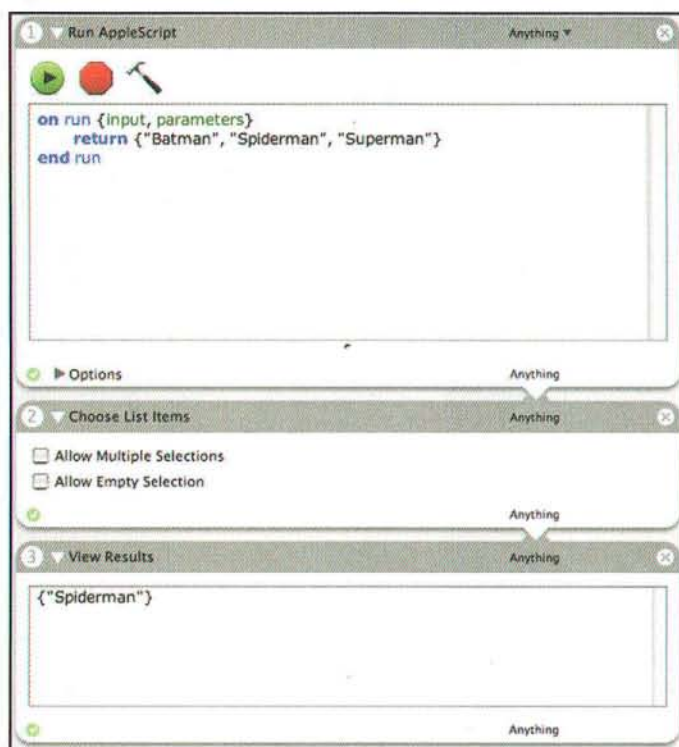 1 Run AppleScript Anything
on run {input, parameters}
return {"Batman", "Spiderman", "Superman"}
end run
Options Anything
2 Choose List Items Anything
Allow Multiple Selections
Allow Empty Selection
Anything
3 View Results Anything
{"Spiderman"}
Anything